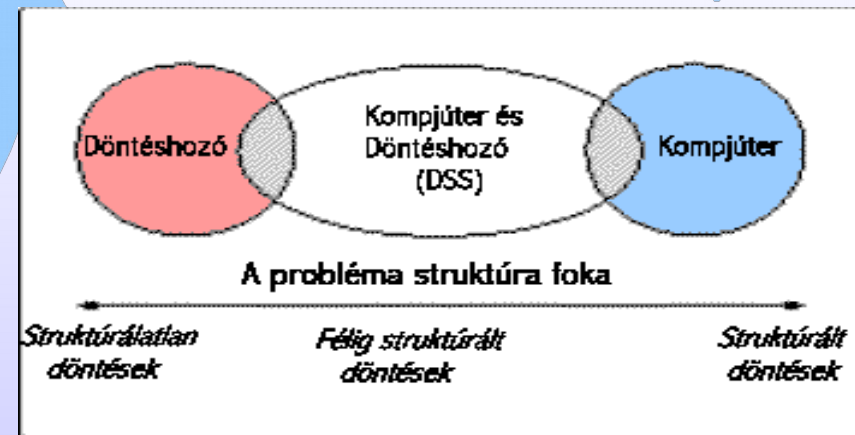 Döntéshozó
Kompjúter és
Döntéshozó
(DSS)
Kompjúter
A probléma struktúra foka
Struktúrálatlan
döntések
Félig struktúrált
döntések
Struktúrált
döntések